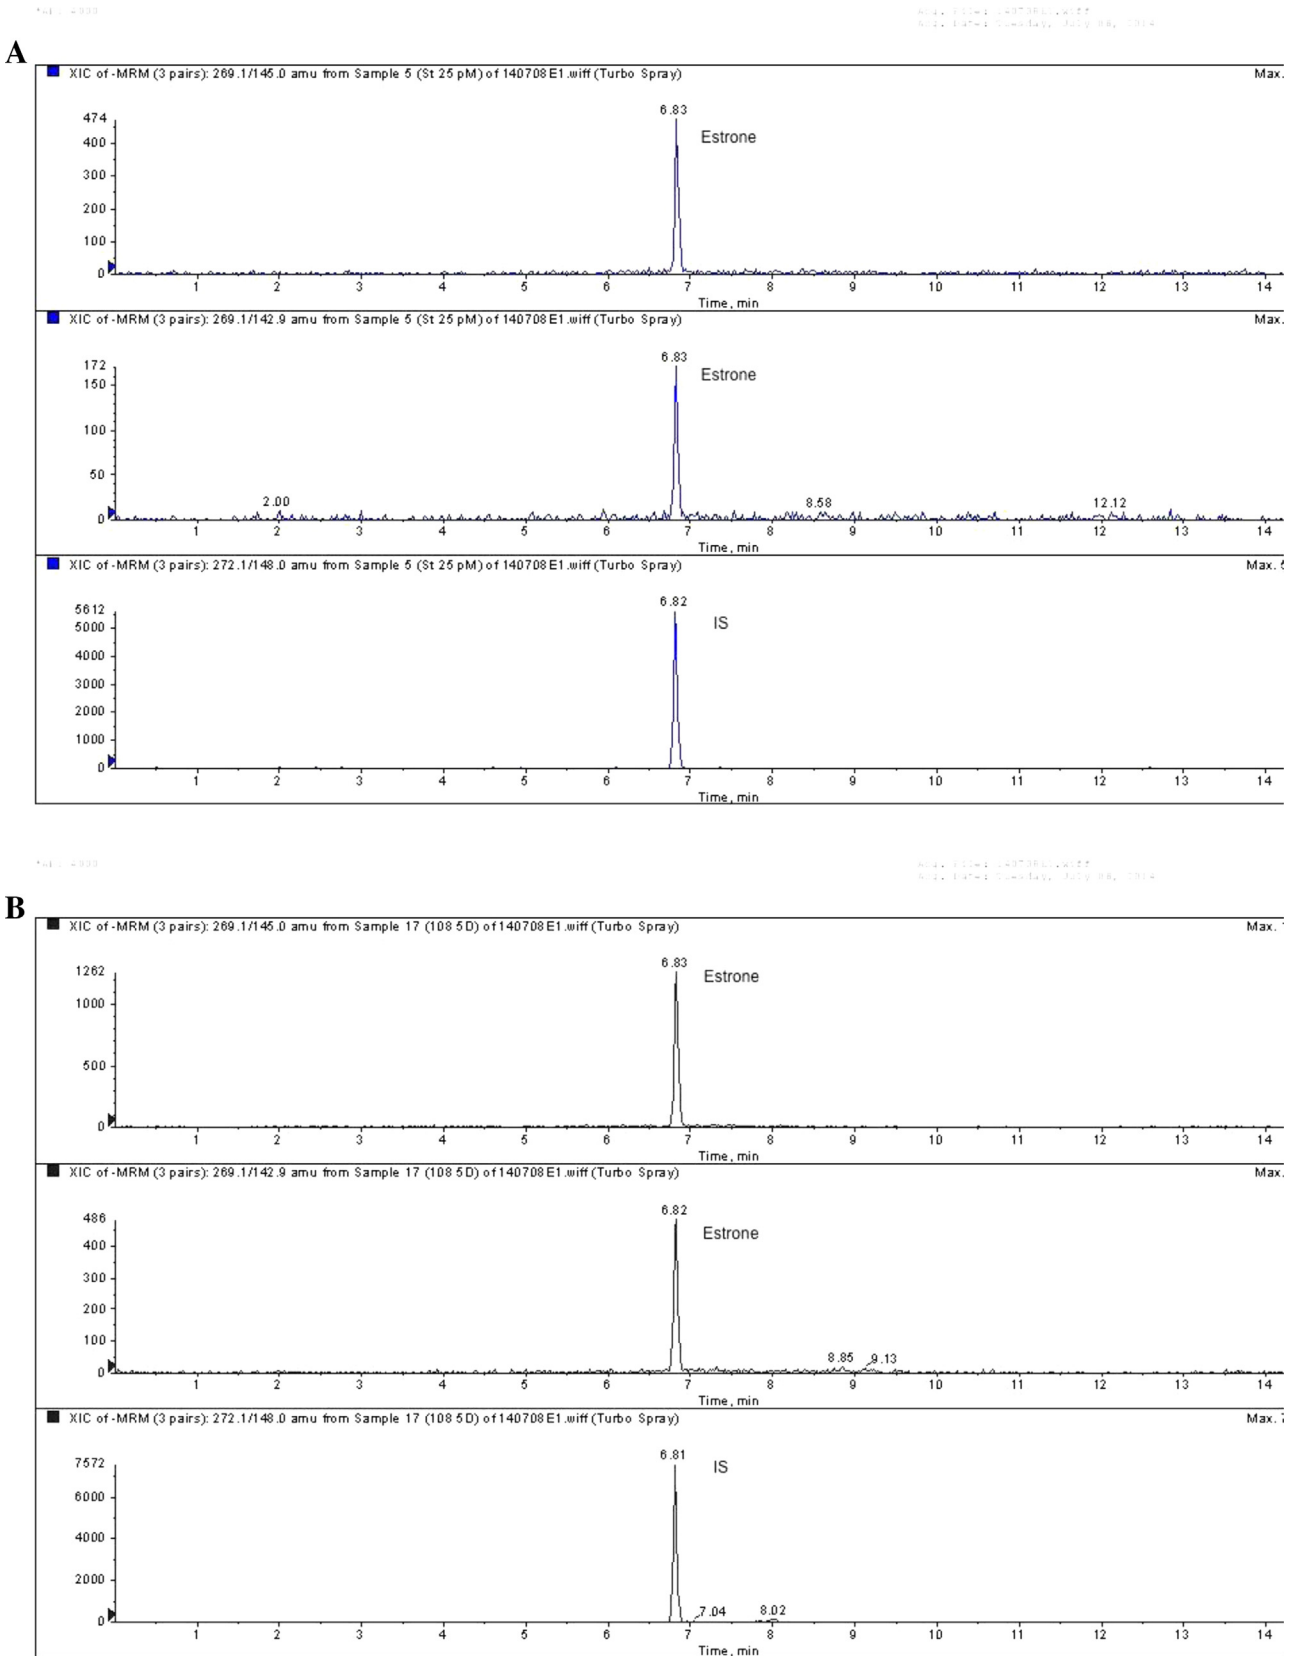 A
XIC of -MRM (3 pairs): 269.1/145.0 amu from Sample 5 (St 25 pM) of 140708 E1.wiff (Turbo Spray) Max.
6.83
Estrone
474
400
300
200
100
0
1 2 3 4 5 6 7 8 9 10 11 12 13 14
Time, min
XIC of -MRM (3 pairs): 269.1/142.9 amu from Sample 5 (St 25 pM) of 140708 E1.wiff (Turbo Spray) Max.
6.83
Estrone
172
150
100
50
2.00 8.58 12.12
0
1 2 3 4 5 6 7 8 9 10 11 12 13 14
Time, min
XIC of -MRM (3 pairs): 272.1/148.0 amu from Sample 5 (St 25 pM) of 140708 E1.wiff (Turbo Spray) Max.
6.82
IS
5612
5000
4000
3000
2000
1000
0
1 2 3 4 5 6 7 8 9 10 11 12 13 14
Time, min
B
XIC of -MRM (3 pairs): 269.1/145.0 amu from Sample 17 (108 5D) of 140708 E1.wiff (Turbo Spray) Max.
6.83
Estrone
1262
1000
500
0
1 2 3 4 5 6 7 8 9 10 11 12 13 14
Time, min
XIC of -MRM (3 pairs): 269.1/142.9 amu from Sample 17 (108 5D) of 140708 E1.wiff (Turbo Spray) Max.
6.82
Estrone
486
400
300
200
100
8.85 9.13
0
1 2 3 4 5 6 7 8 9 10 11 12 13 14
Time, min
XIC of -MRM (3 pairs): 272.1/148.0 amu from Sample 17 (108 5D) of 140708 E1.wiff (Turbo Spray) Max.
6.81
IS
7572
6000
4000
2000
7.04 8.02
0
1 2 3 4 5 6 7 8 9 10 11 12 13 14
Time, min